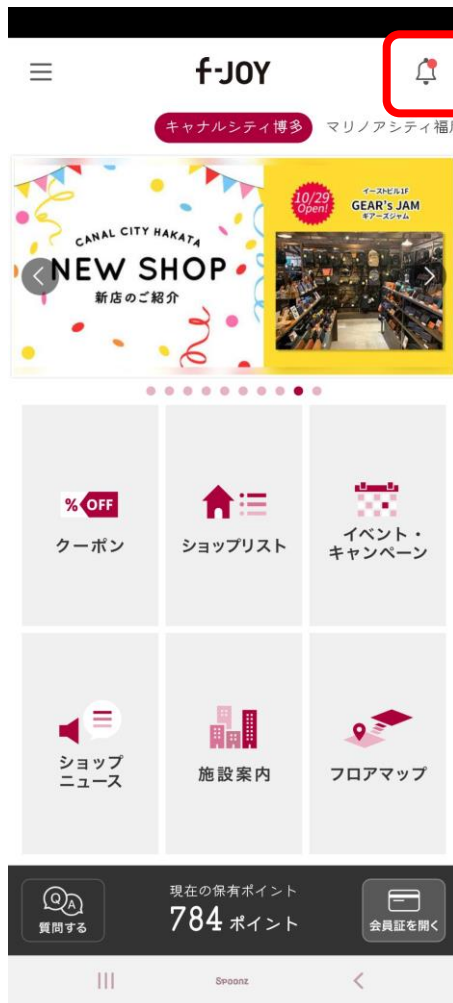 f-JOY
キャナルシティ博多 マリノアシティ福
CANAL CITY HAKATA
NEW SHOP
新店のご紹介
10/29
Open!
イーストビル1F
GEAR's JAM
ギアーズジャム
% OFF
クーポン
ショップリスト
イベント・
キャンペーン
ショップ
ニュース
施設案内
フロアマップ
Q A
質問する
現在の保有ポイント
784 ポイント
会員証を開く
Spoonz